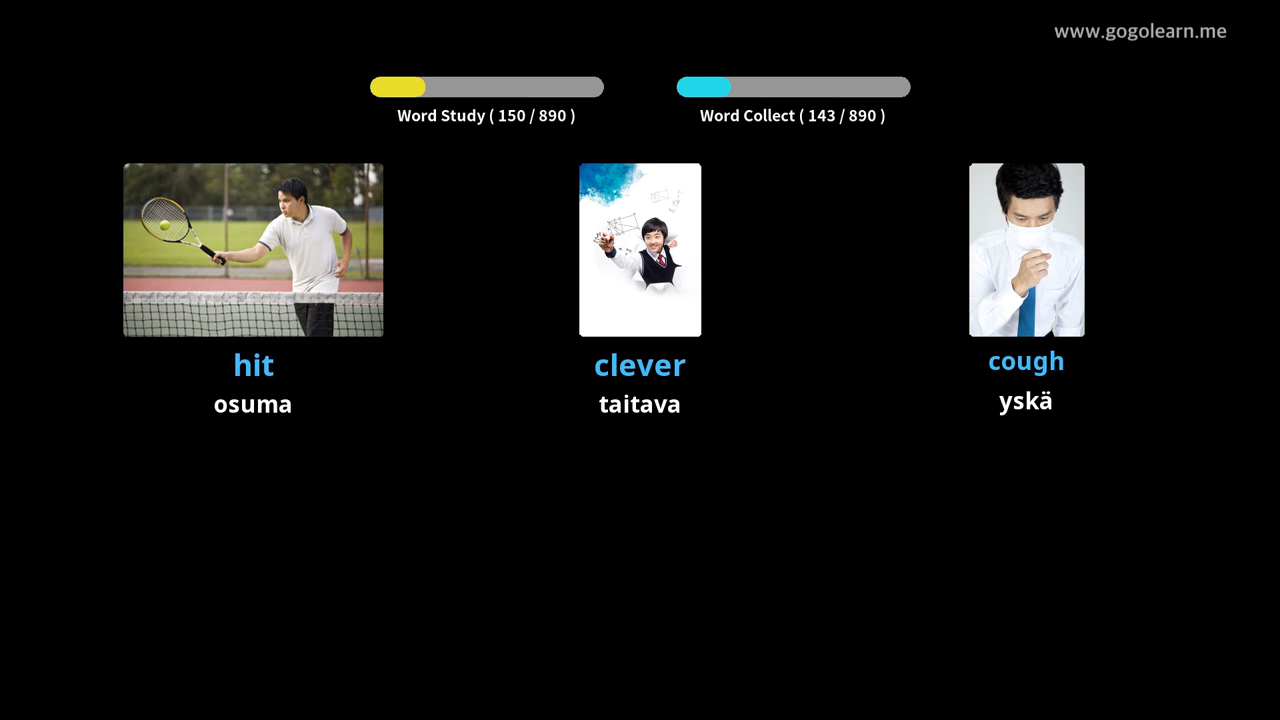 www.gogolearn.me
Word Study ( 150 / 890 )
Word Collect ( 143 / 890 )
hit
osuma
clever
taitava
cough
yskä